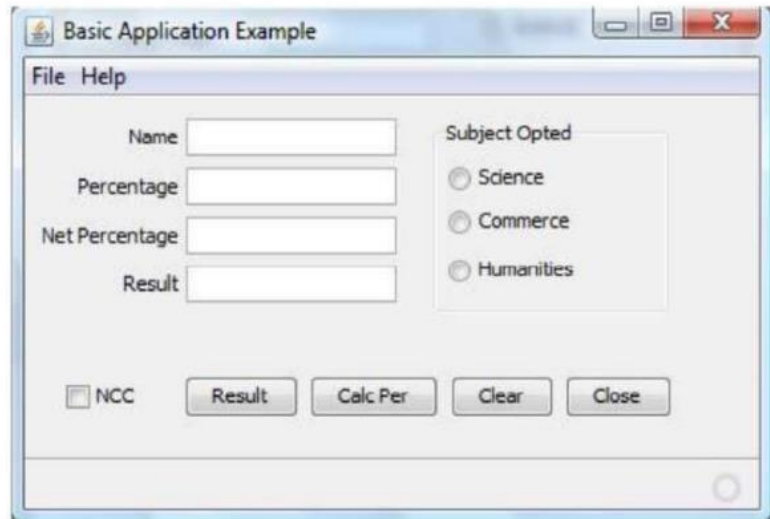 Basic Application Example
File Help
Name
Percentage
Net Percentage
Result
Subject Opted
Science
Commerce
Humanities
NCC Result Calc Per Clear Close